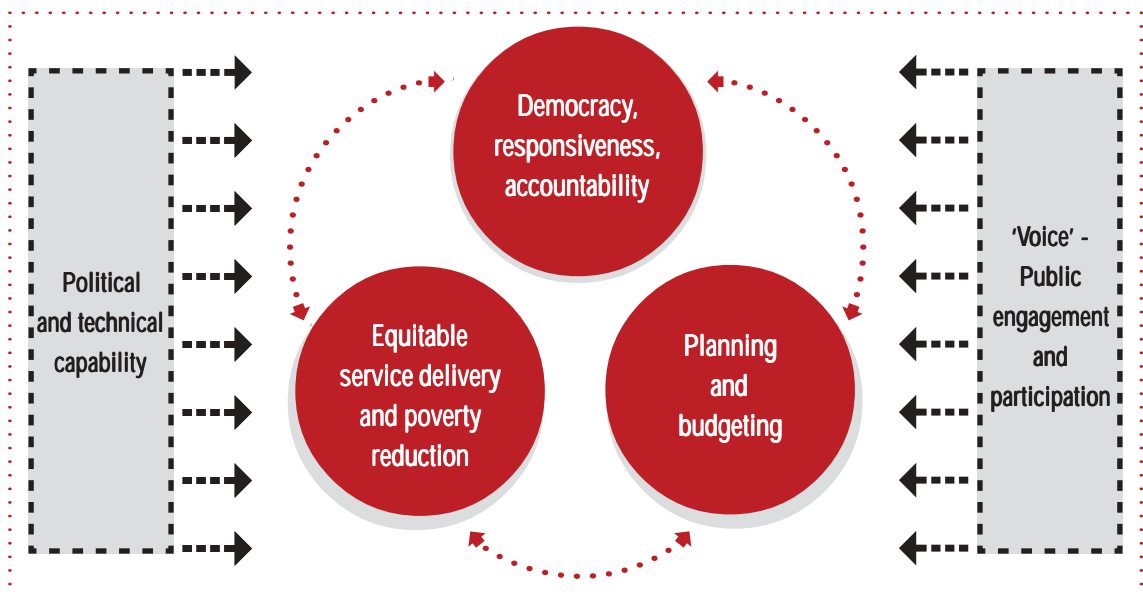 Democracy,
responsiveness,
accountability
Political
and technical
capability
Equitable
service delivery
and poverty
reduction
Planning
and
budgeting
‘Voice’ -
Public
engagement
and
participation